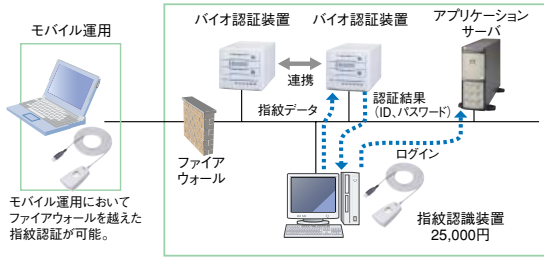 モバイル運用
バイオ認証装置
バイオ認証装置
アプリケーション
サーバ
連携
指紋データ
認証結果
(ID、パスワード)
ファイア
ウォール
ログイン
モバイル運用において
ファイアウォールを越えた
指紋認証が可能。
指紋認識装置
25,000円